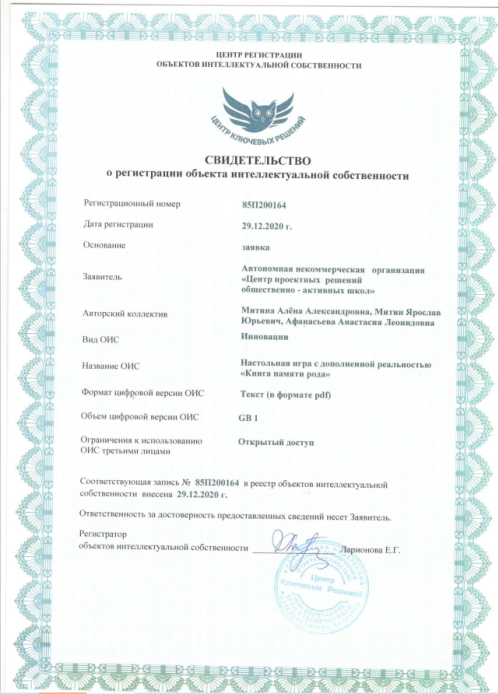 ЦЕНТР РЕГИСТРАЦИИ
ОБЪЕКТОВ ИНТЕЛЛЕКТУАЛЬНОЙ СОБСТВЕННОСТИ
ЦЕНТР КЛЮЧЕВЫХ РЕШЕНИЙ
СВИДЕТЕЛЬСТВО
о регистрации объекта интеллектуальной собственности
Регистрационный номер 85П200164
Дата регистрации 29.12.2020 г.
Основание заявка
Заявитель Автономная некоммерческая организация
«Центр проектных решений
общественно - активных школ»
Авторский коллектив Митина Алёна Александровна, Митин Ярослав
Юрьевич, Афанасьева Анастасия Леонидовна
Вид ОИС Инновации
Название ОИС Настольная игра с дополненной реальностью
«Книга памяти рода»
Формат цифровой версии ОИС Текст (в формате pdf)
Объем цифровой версии ОИС GB 1
Ограничения к использованию Открытый доступ
ОИС третьими лицами
Соответствующая запись № 85П200164 в реестр объектов интеллектуальной
собственности внесена 29.12.2020 г.
Ответственность за достоверность предоставленных сведений несет Заявитель.
Регистратор
объектов интеллектуальной собственности Ларионова Е.Г.
Центр
Ключевых Решений